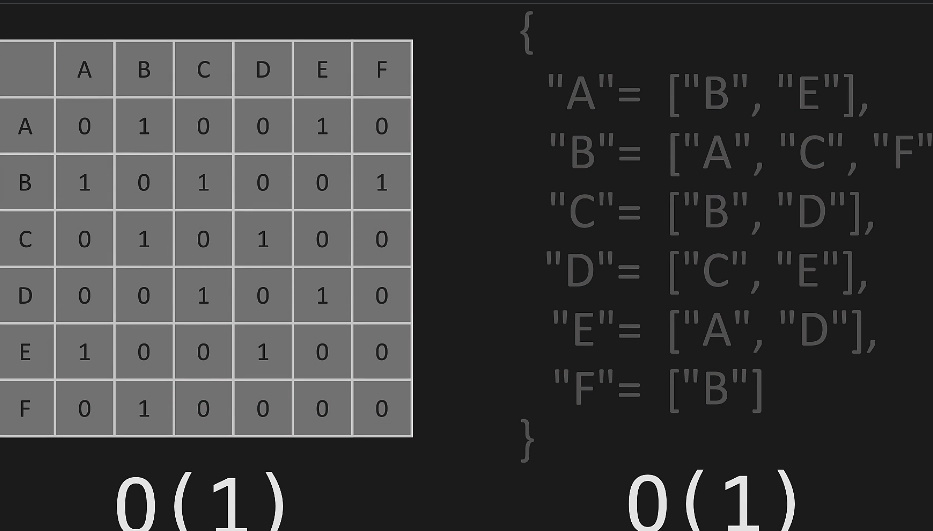 A B C D E F
A 0 1 0 0 1 0
B 1 0 1 0 0 1
C 0 1 0 1 0 0
D 0 0 1 0 1 0
E 1 0 0 1 0 0
F 0 1 0 0 0 0
O(1)
{
"A"= ["B", "E"],
"B"= ["A", "C", "F"
"C"= ["B", "D"],
"D"= ["C", "E"],
"E"= ["A", "D"],
"F"= ["B"]
}
O(1)